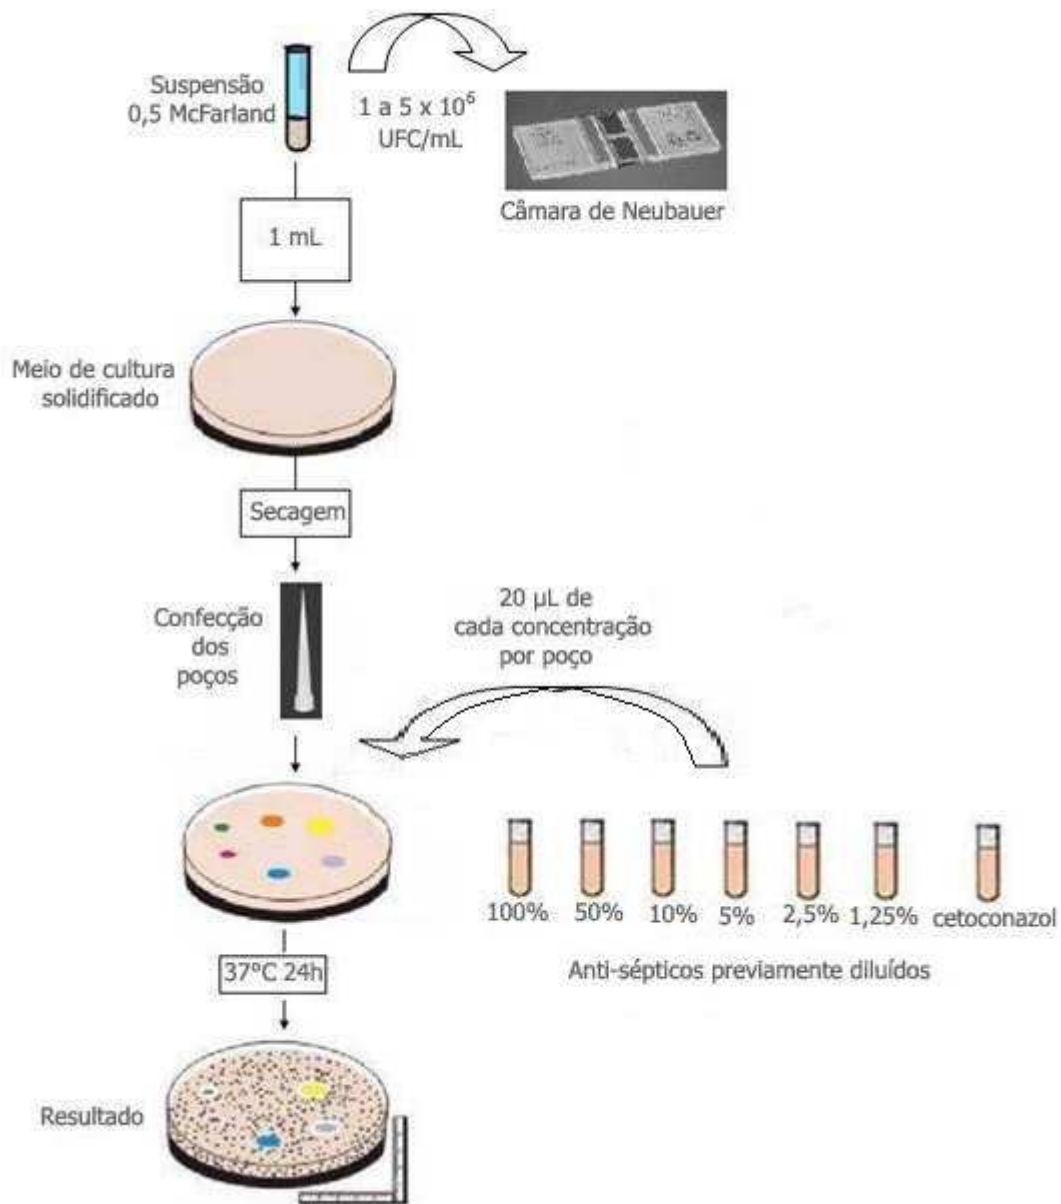 Suspensão
0,5 McFarland
1 a 5 x 10⁶
UFC/mL
Câmara de Neubauer
1 mL
Meio de cultura
solidificado
Secagem
Confecção
dos
poços
20 µL de
cada concentração
por poço
100% 50% 10% 5% 2,5% 1,25% cetoconazol
Anti-sépticos previamente diluídos
37°C 24h
Resultado